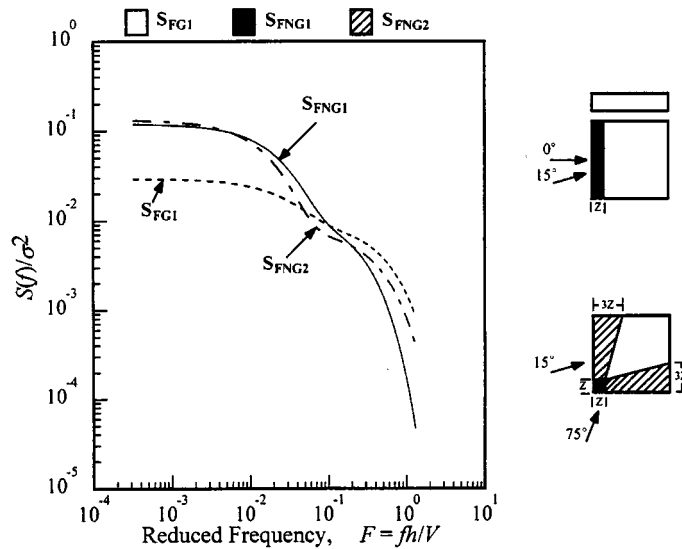 S_FG1 S_FNG1 S_FNG2
10^0
10^-1
10^-2
10^-3
10^-4
10^-5
S(f)/σ^2
S_FNG1
S_FG1
S_FNG2
10^-4 10^-3 10^-2 10^-1 10^0 10^1
Reduced Frequency, F = fh/V
0°
15°
z
3z
15°
z
z
3z
75°